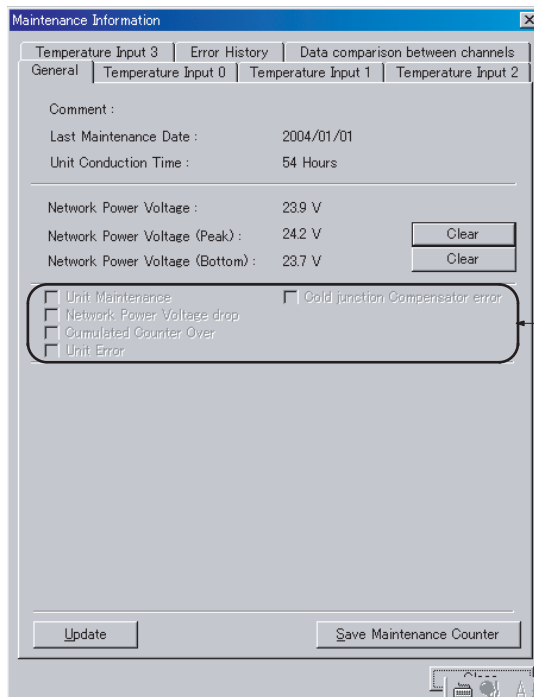 Maintenance Information
Temperature Input 3 Error History Data comparison between channels
General Temperature Input 0 Temperature Input 1 Temperature Input 2
Comment :
Last Maintenance Date : 2004/01/01
Unit Conduction Time : 54 Hours
Network Power Voltage : 23.9 V
Network Power Voltage (Peak) : 24.2 V Clear
Network Power Voltage (Bottom) : 23.7 V Clear
Unit Maintenance Cold junction Compensator error
Network Power Voltage drop
Cumulated Counter Over
Unit Error
Update Save Maintenance Counter
A